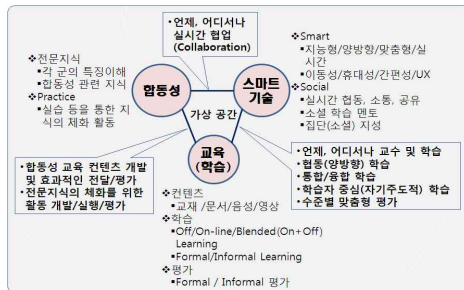 •언제, 어디서나
실시간 협업
(Collaboration)
❖전문지식
▪각 군의 특징이해
▪합동성 관련 지식
❖Practice
▪실습 등을 통한 지
식의 체화 활동
합동성
스마트
기술
가상 공간
교육
(학습)
❖Smart
▪지능형/양방향/맞춤형/실
시간
▪이동성/휴대성/간편성/UX
❖Social
▪실시간 협동, 소통, 공유
▪소셜 학습 멘토
▪집단(소셜) 지성
•합동성 교육 컨텐츠 개발
및 효과적인 전달/평가
•전문지식의 체화를 위한
활동 개발/실행/평가
•언제, 어디서나 교수 및 학습
•협동(양방향) 학습
•통합/융합 학습
•학습자 중심(자기주도적) 학습
•수준별 맞춤형 평가
❖컨텐츠
▪교재 /문서/음성/영상
❖학습
▪Off/On-line/Blended(On+Off)
Learning
▪Formal/Informal Learning
❖평가
▪Formal / Informal 평가